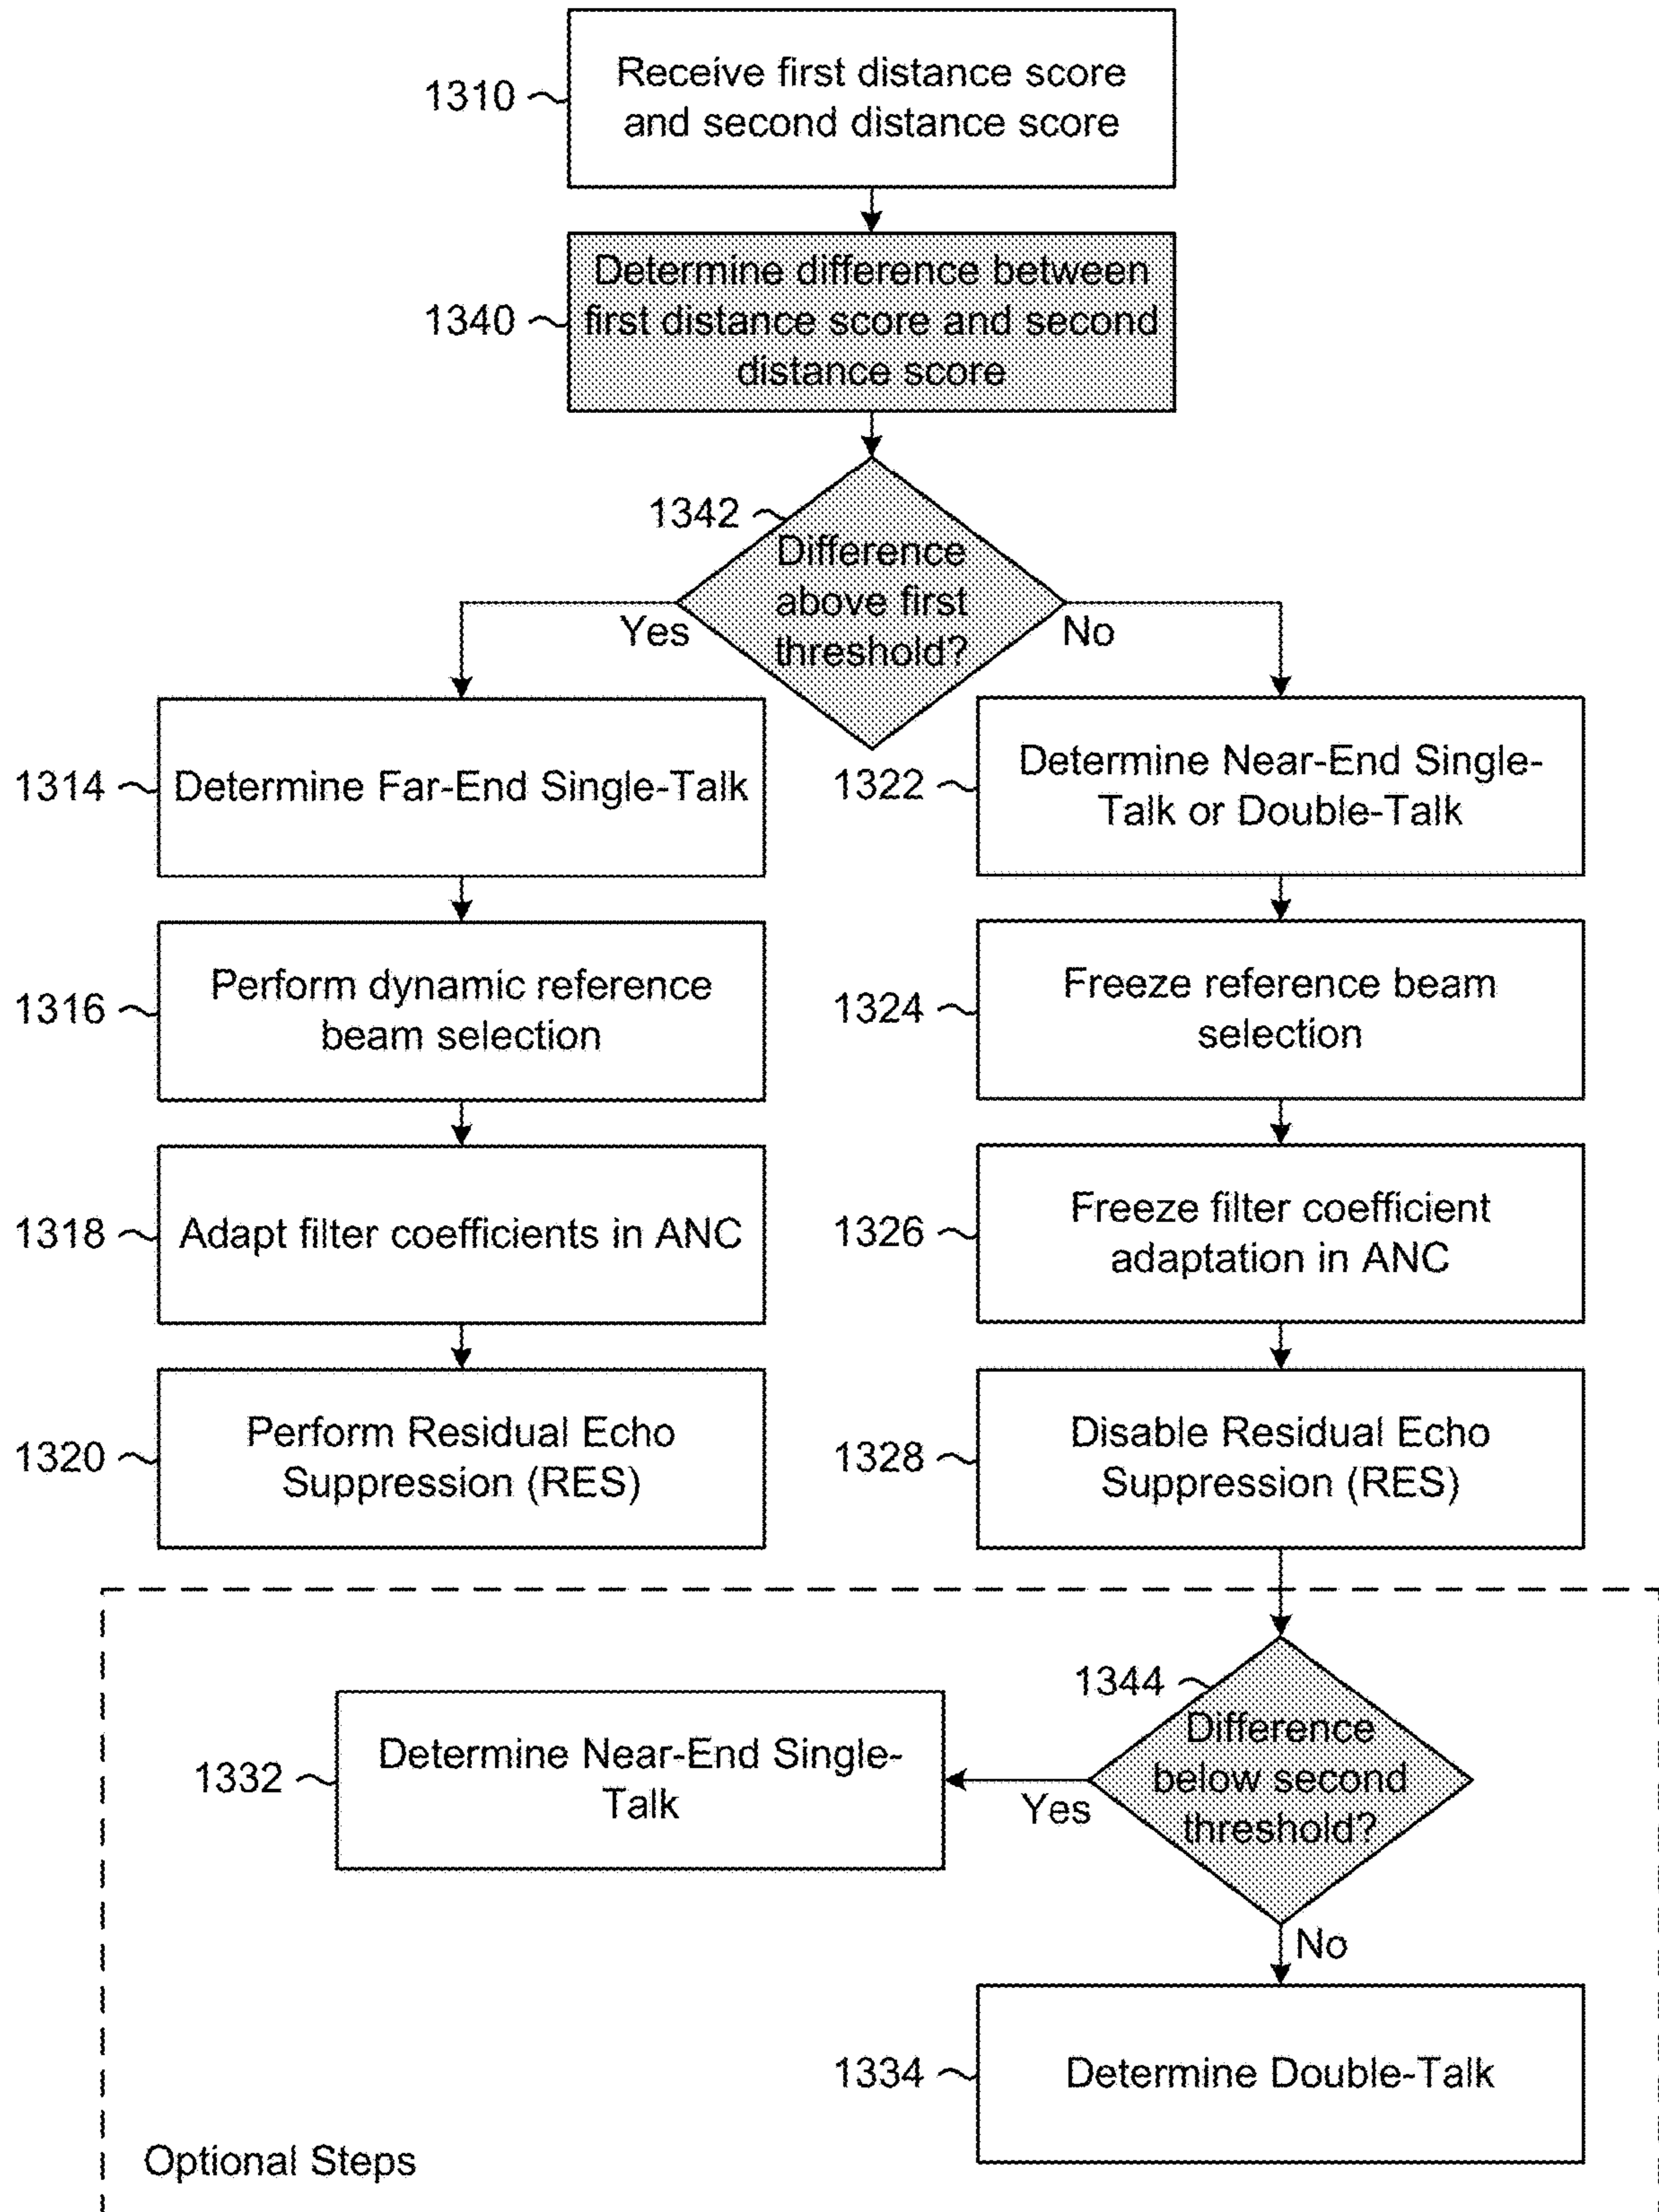 Receive first distance score
1310
and second distance score
Determine difference between
1340
first distance score and second
distance score
1342
Difference
above first
threshold?
Yes
No
1314
Determine Far-End Single-Talk
1322
Determine Near-End Single-
Talk or Double-Talk
1316
Perform dynamic reference
beam selection
1324
Freeze reference beam
selection
1318
Adapt filter coefficients in ANC
1326
Freeze filter coefficient
adaptation in ANC
1320
Perform Residual Echo
Suppression (RES)
1328
Disable Residual Echo
Suppression (RES)
1344
Difference
below second
threshold?
Yes
No
1332
Determine Near-End Single-
Talk
1334
Determine Double-Talk
Optional Steps